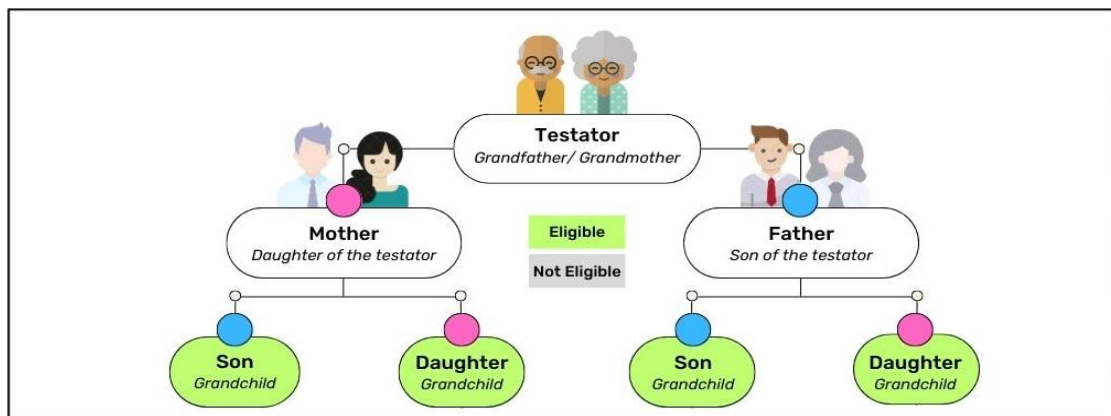 Testator
Grandfather/ Grandmother
Mother
Daughter of the testator
Eligible
Not Eligible
Father
Son of the testator
Son
Grandchild
Daughter
Grandchild
Son
Grandchild
Daughter
Grandchild